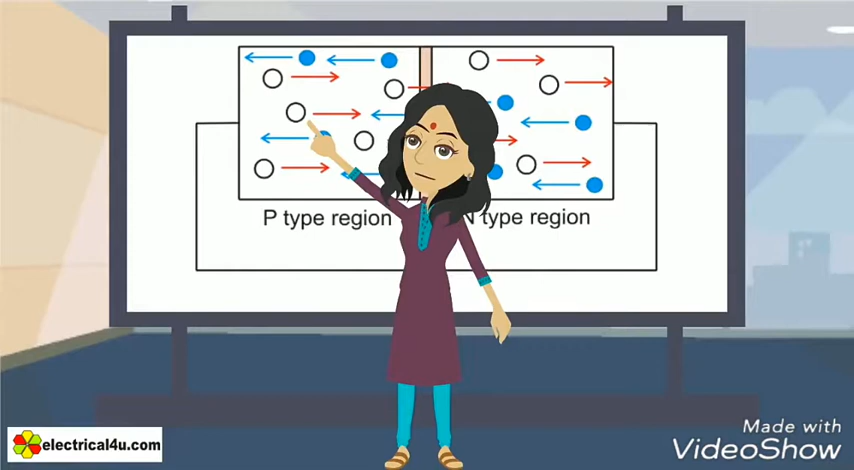 P type region
N type region
electrical4u.com
Made with
VideoShow